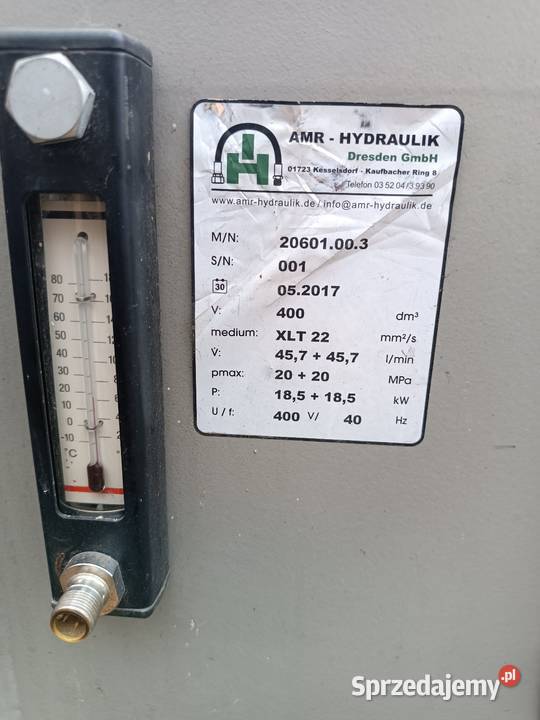 AMR - HYDRAULIK
Dresden GmbH
01723 Kesselsdorf - Kaufbacher Ring 8
Telefon 03 52 04/3 93 90
www.amr-hydraulik.de / info@amr-hydraulik.de
M/N: 20601.00.3
S/N: 001
30 05.2017
V: 400 dm³
medium: XLT 22 mm²/s
V̇: 45,7 + 45,7 l/min
pmax: 20 + 20 MPa
P: 18,5 + 18,5 kW
U / f: 400 V/ 40 Hz
80
70
60
50
40
30
20
10
0
-10
°C
Sprzedajemy.pl